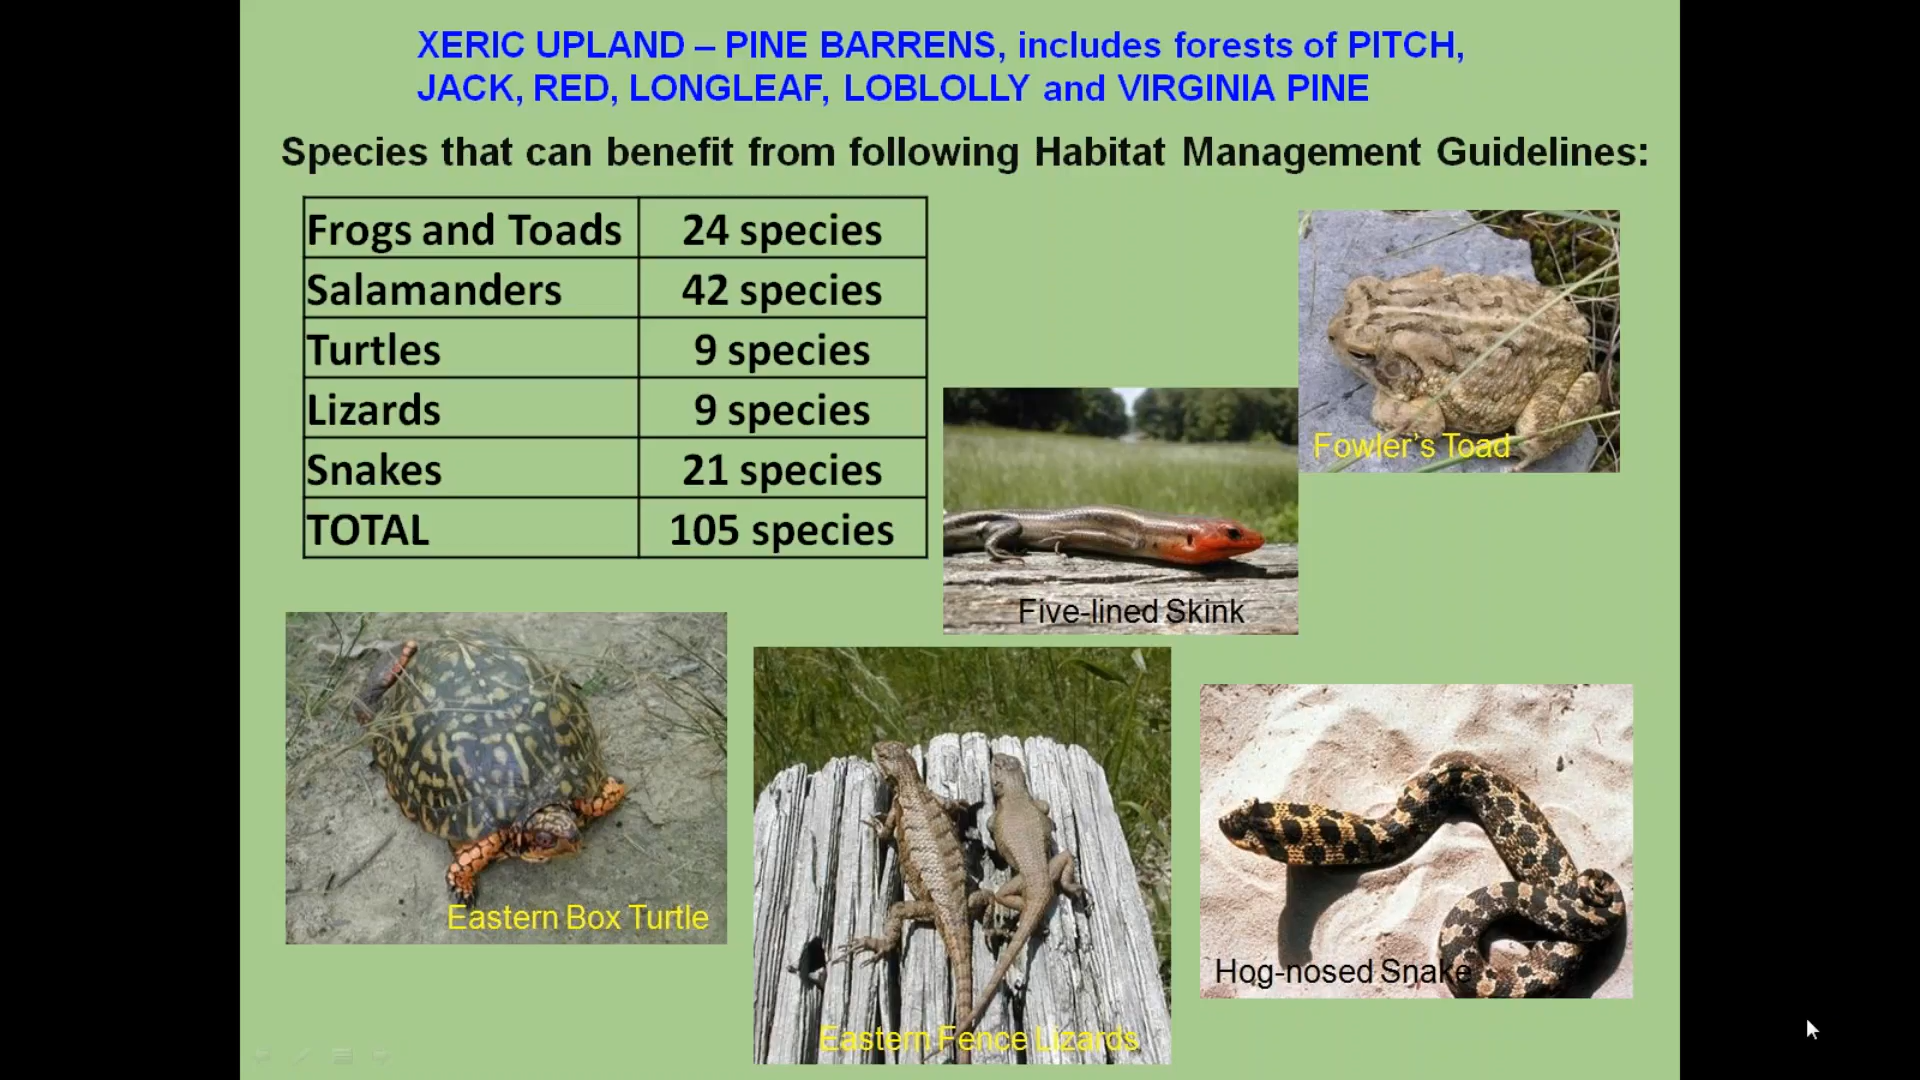 XERIC UPLAND – PINE BARRENS, includes forests of PITCH,
JACK, RED, LONGLEAF, LOBLOLLY and VIRGINIA PINE
Species that can benefit from following Habitat Management Guidelines:
Frogs and Toads 24 species
Salamanders 42 species
Turtles 9 species
Lizards 9 species
Snakes 21 species
TOTAL 105 species
Fowler's Toad
Five-lined Skink
Eastern Box Turtle
Hog-nosed Snake
Eastern Fence Lizards